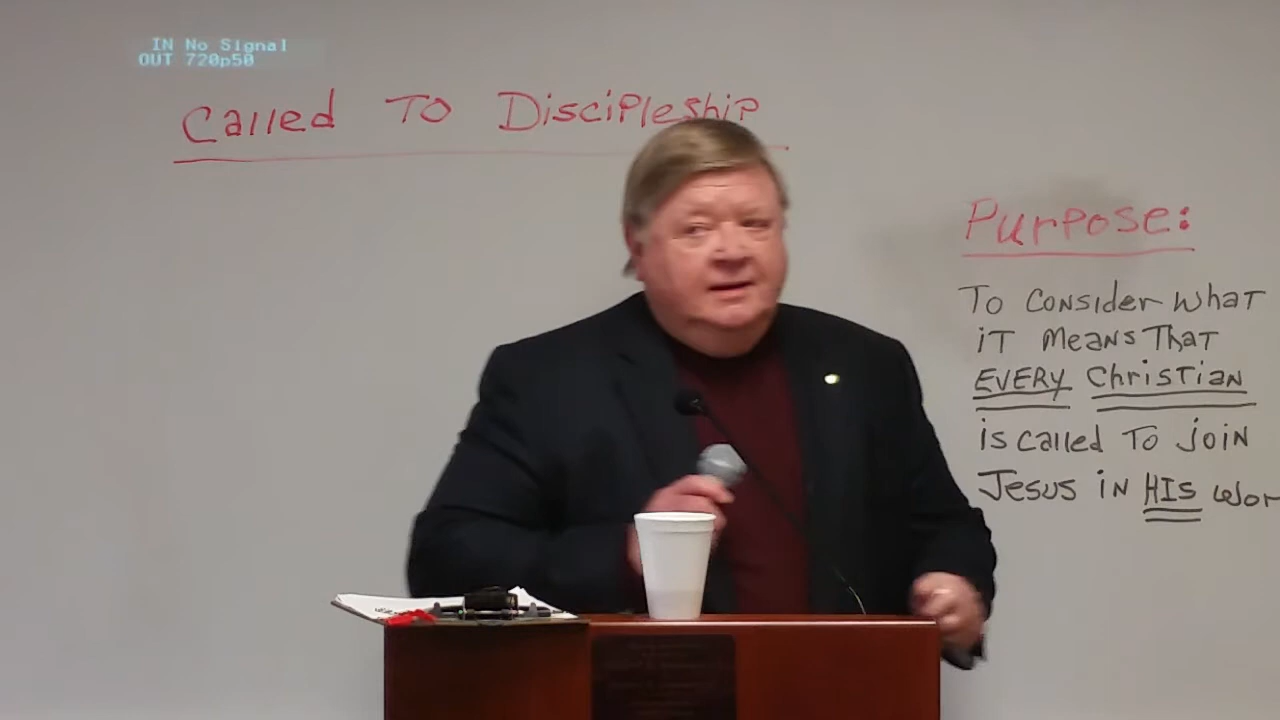 IN No Signal
OUT 720p50
Called To Discipleship
Purpose:
To Consider what
iT Means That
EVERY Christian
is called To join
Jesus in HIS